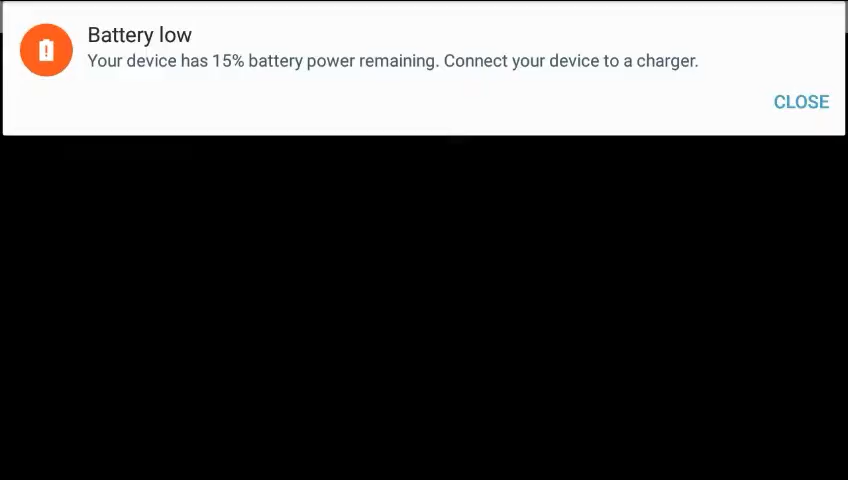 Battery low
Your device has 15% battery power remaining. Connect your device to a charger.
CLOSE